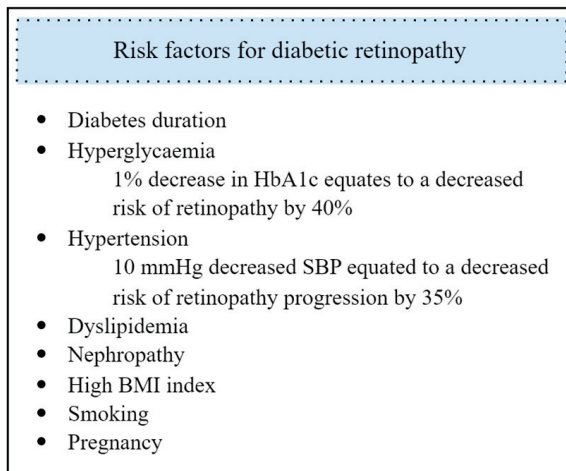 Risk factors for diabetic retinopathy
• Diabetes duration
• Hyperglycaemia
1% decrease in HbA1c equates to a decreased
risk of retinopathy by 40%
• Hypertension
10 mmHg decreased SBP equated to a decreased
risk of retinopathy progression by 35%
• Dyslipidemia
• Nephropathy
• High BMI index
• Smoking
• Pregnancy